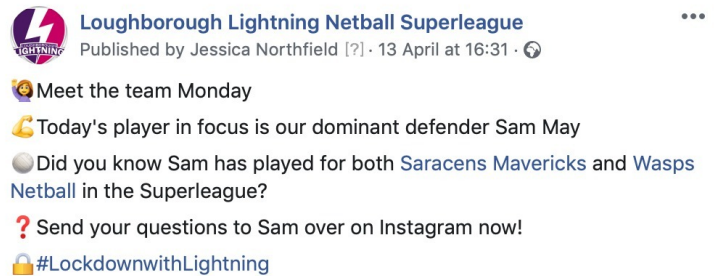 LIGHTNING
Loughborough Lightning Netball Superleague
Published by Jessica Northfield [?] · 13 April at 16:31 ·
🙋‍♀️Meet the team Monday
💪Today's player in focus is our dominant defender Sam May
⚪Did you know Sam has played for both Saracens Mavericks and Wasps
Netball in the Superleague?
❓Send your questions to Sam over on Instagram now!
🔒#LockdownwithLightning